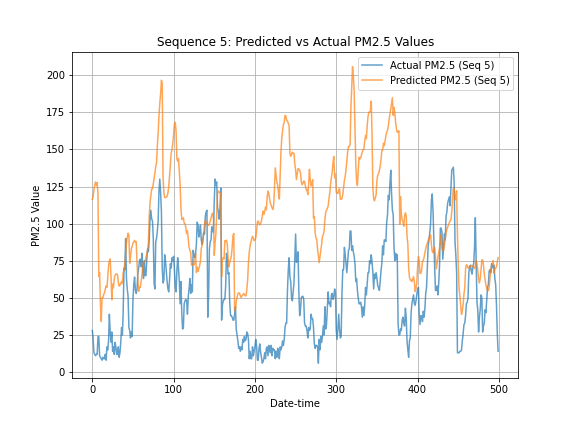 Sequence 5: Predicted vs Actual PM2.5 Values
Actual PM2.5 (Seq 5)
Predicted PM2.5 (Seq 5)
200
175
150
125
100
75
50
25
0
PM2.5 Value
0 100 200 300 400 500
Date-time